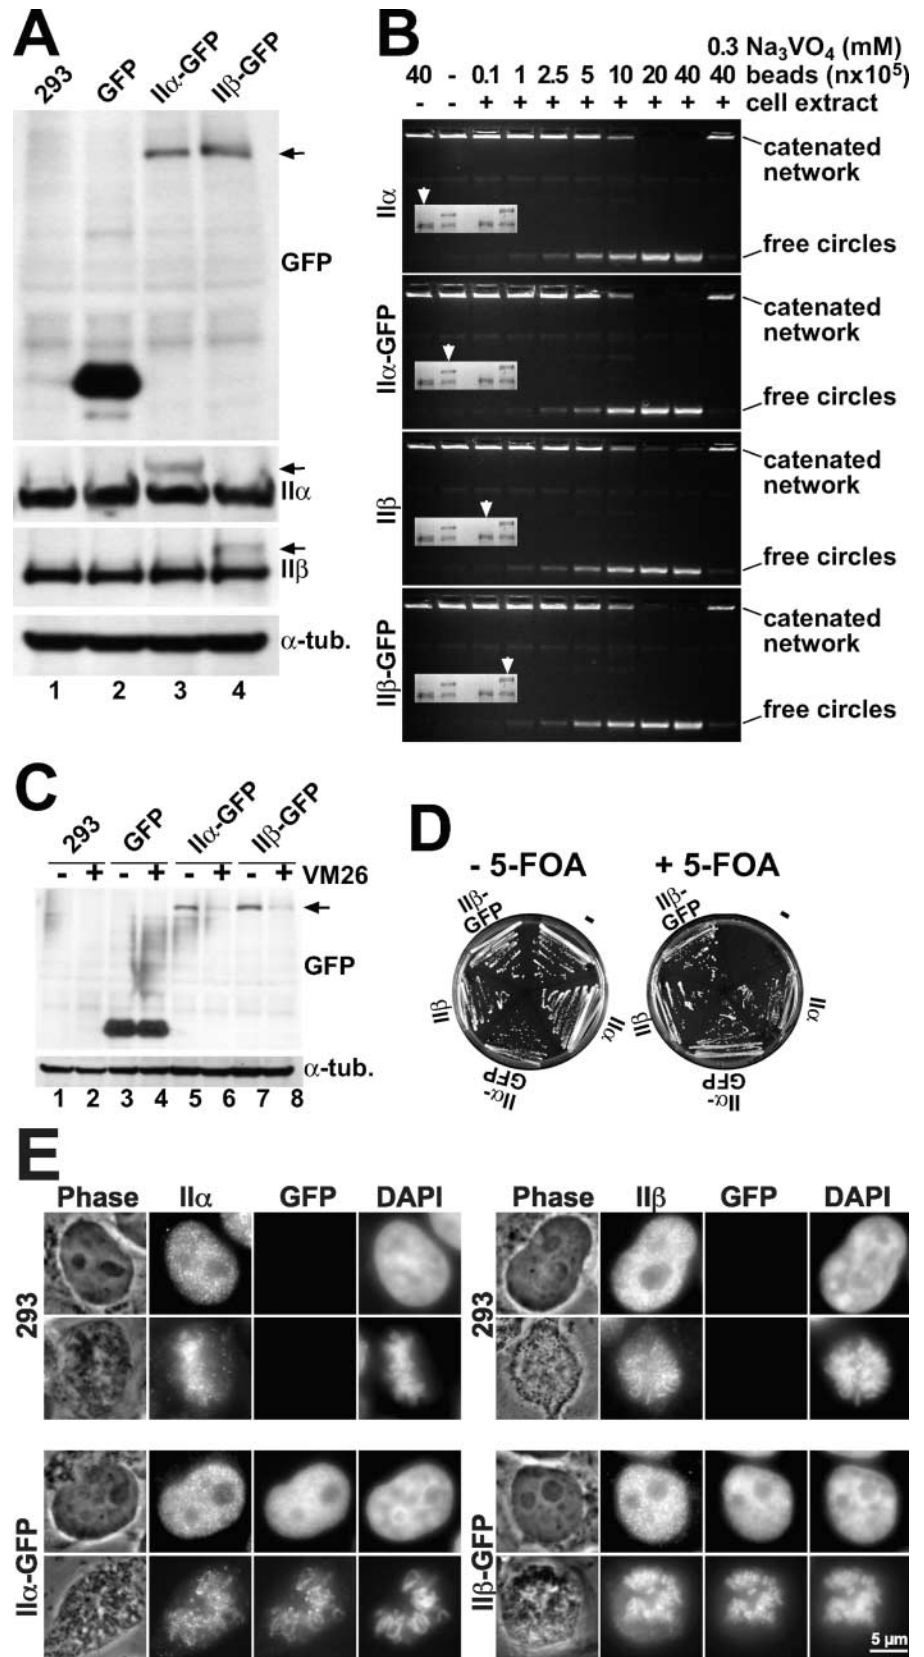 A
293 GFP IIα-GFP IIβ-GFP
GFP
IIα
IIβ
α-tub.
1 2 3 4
B
0.3 Na3VO4 (mM)
40 - 0.1 1 2.5 5 10 20 40 40 beads (nx10⁵)
- - + + + + + + + + cell extract
IIα
catenated
network
free circles
IIα-GFP
catenated
network
free circles
IIβ
catenated
network
free circles
IIβ-GFP
catenated
network
free circles
C
293 GFP IIα-GFP IIβ-GFP
- + - + - + - + VM26
GFP
α-tub.
1 2 3 4 5 6 7 8
D
- 5-FOA
IIβ-
GFP
-
IIβ
IIα
IIα-
GFP
+ 5-FOA
IIβ-
GFP
-
IIβ
IIα
IIα-
GFP
E
Phase IIα GFP DAPI
293
IIα-GFP
Phase IIβ GFP DAPI
293
IIβ-GFP
5 µm